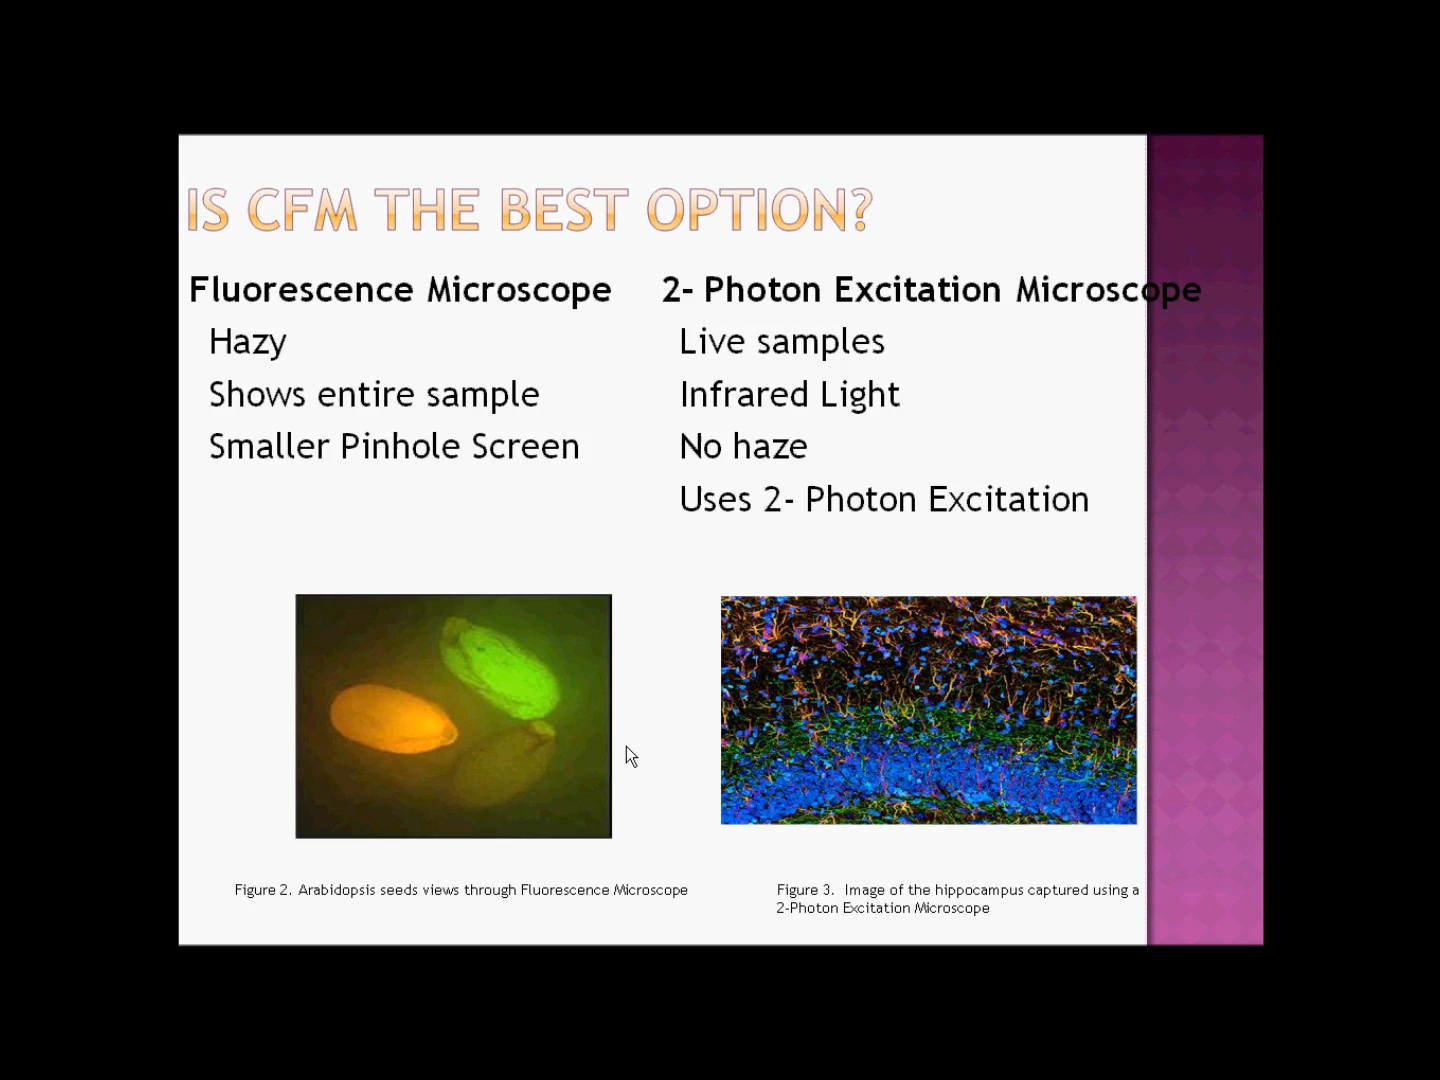 IS CFM THE BEST OPTION?
Fluorescence Microscope
Hazy
Shows entire sample
Smaller Pinhole Screen
2- Photon Excitation Microscope
Live samples
Infrared Light
No haze
Uses 2- Photon Excitation
Figure 2. Arabidopsis seeds views through Fluorescence Microscope
Figure 3. Image of the hippocampus captured using a
2-Photon Excitation Microscope